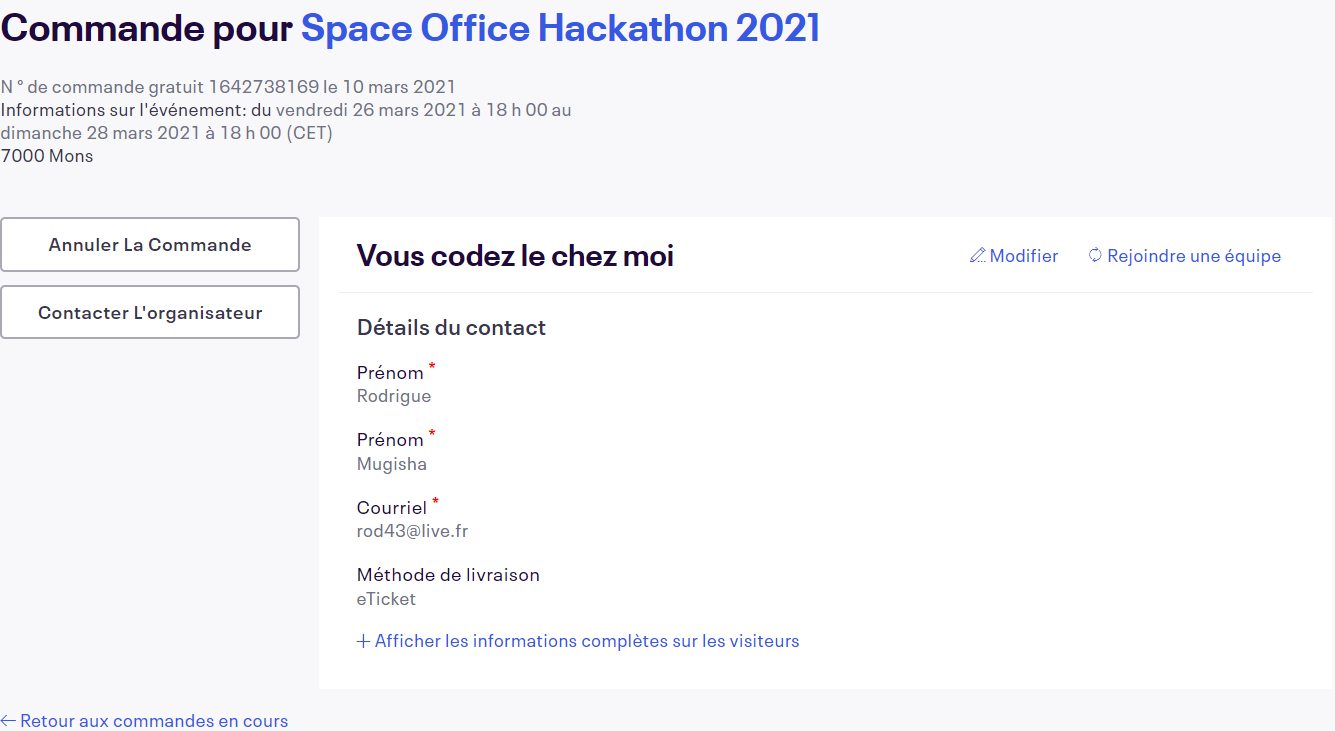 Commande pour Space Office Hackathon 2021
N ° de commande gratuit 1642738169 le 10 mars 2021
Informations sur l'événement: du vendredi 26 mars 2021 à 18 h 00 au
dimanche 28 mars 2021 à 18 h 00 (CET)
7000 Mons
Annuler La Commande
Contacter L'organisateur
Vous codez le chez moi
Modifier
Rejoindre une équipe
Détails du contact
Prénom *
Rodrigue
Prénom *
Mugisha
Courriel *
rod43@live.fr
Méthode de livraison
eTicket
+ Afficher les informations complètes sur les visiteurs
← Retour aux commandes en cours